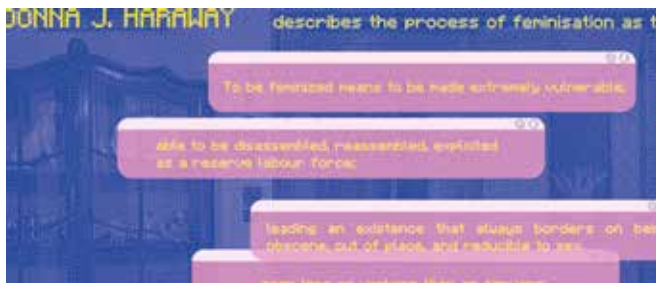 DONNA J. HARAWAY describes the process of feminisation as t
To be feminized means to be made extremely vulnerable;
able to be disassembled, reassembled, exploited
as a reserve labour force;
leading an existence that always borders on bei
obscene, out of place, and reducible to sex.